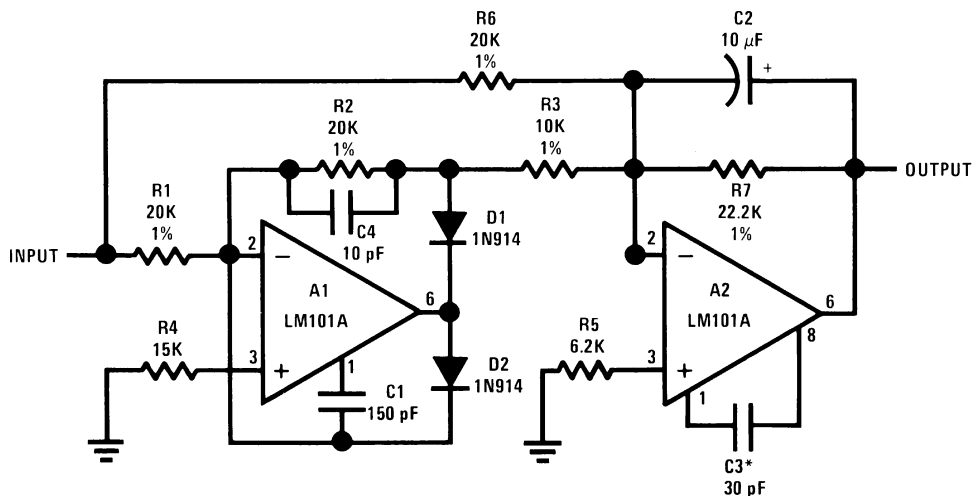 R6
20K
1%
C2
10 μF
+
R2
20K
1%
R3
10K
1%
OUTPUT
R7
22.2K
1%
C4
10 pF
D1
1N914
R1
20K
1%
INPUT
2
−
A1
LM101A
6
2
−
A2
LM101A
6
8
R4
15K
3
+
1
C1
150 pF
D2
1N914
R5
6.2K
3
+
1
C3*
30 pF